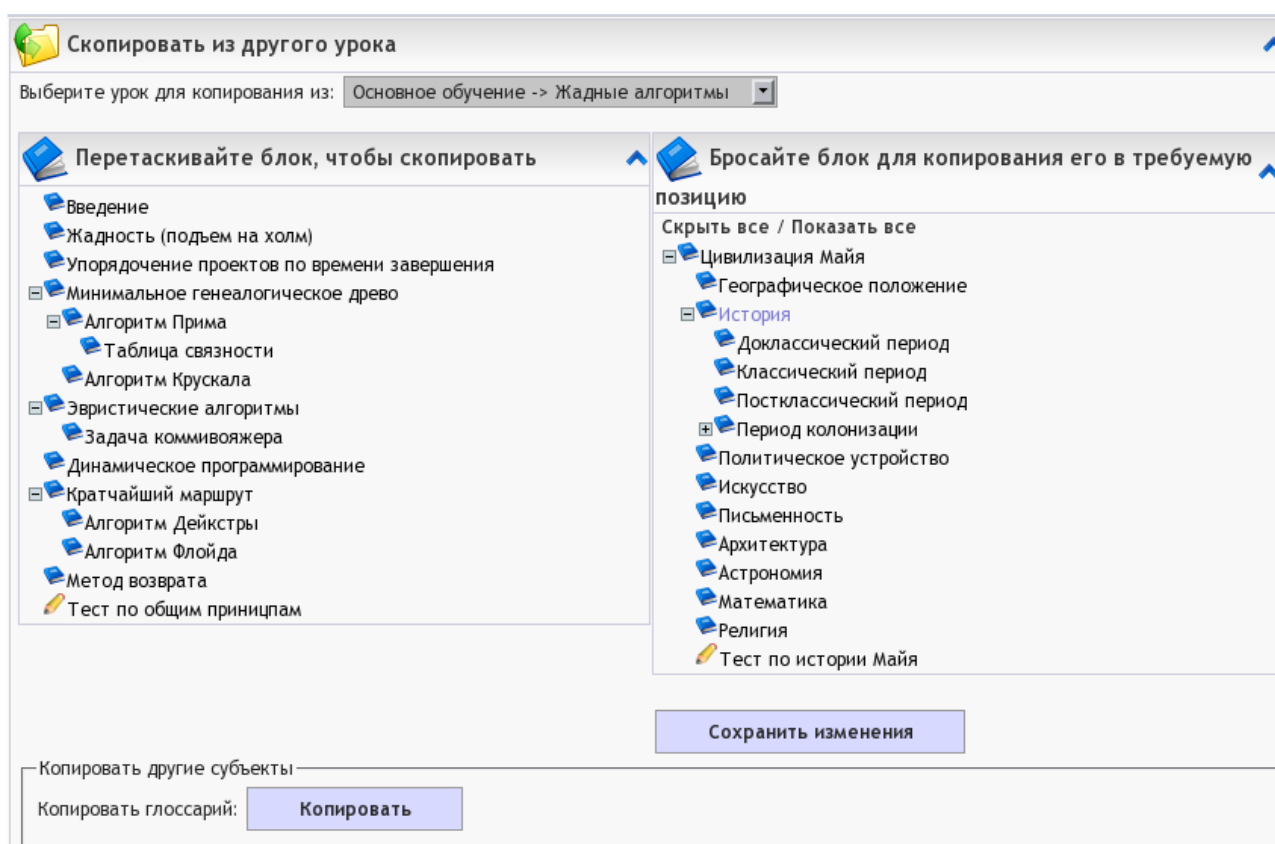 Скопировать из другого урока
Выберите урок для копирования из: Основное обучение -> Жадные алгоритмы
Перетаскивайте блок, чтобы скопировать
Введение
Жадность (подъем на холм)
Упорядочение проектов по времени завершения
Минимальное генеалогическое древо
Алгоритм Прима
Таблица связности
Алгоритм Крускала
Эвристические алгоритмы
Задача коммивояжера
Динамическое программирование
Кратчайший маршрут
Алгоритм Дейкстры
Алгоритм Флойда
Метод возврата
Тест по общим приницпам
Бросайте блок для копирования его в требуемую
позицию
Скрыть все / Показать все
Цивилизация Майя
Географическое положение
История
Доклассический период
Классический период
Постклассический период
Период колонизации
Политическое устройство
Искусство
Письменность
Архитектура
Астрономия
Математика
Религия
Тест по истории Майя
Сохранить изменения
Копировать другие субъекты
Копировать глоссарий: Копировать